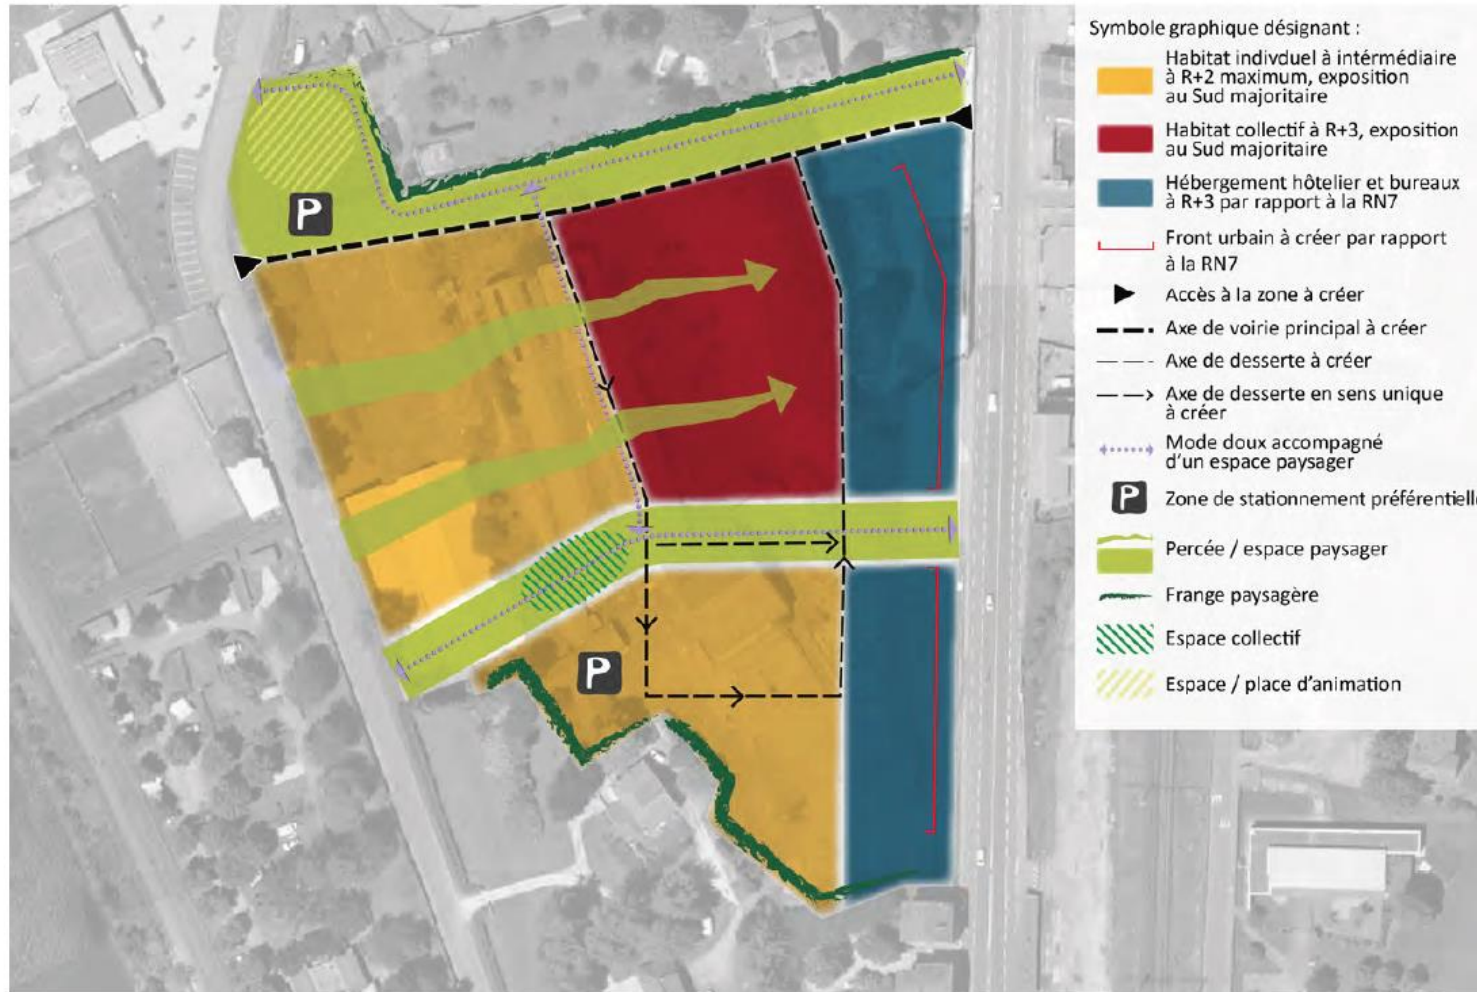 Symbole graphique désignant :
Habitat indivduel à intérmédiaire
à R+2 maximum, exposition
au Sud majoritaire
Habitat collectif à R+3, exposition
au Sud majoritaire
Hébergement hôtelier et bureaux
à R+3 par rapport à la RN7
Front urbain à créer par rapport
à la RN7
Accès à la zone à créer
Axe de voirie principal à créer
Axe de desserte à créer
Axe de desserte en sens unique
à créer
Mode doux accompagné
d'un espace paysager
P Zone de stationnement préférentielle
Percée / espace paysager
Frange paysagère
Espace collectif
Espace / place d'animation
P
P